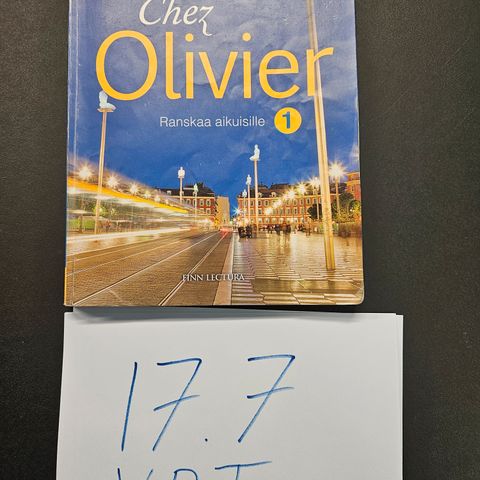 Chez
Olivier
Ranskaa aikuisille 1
FINN LECTURA
17.7